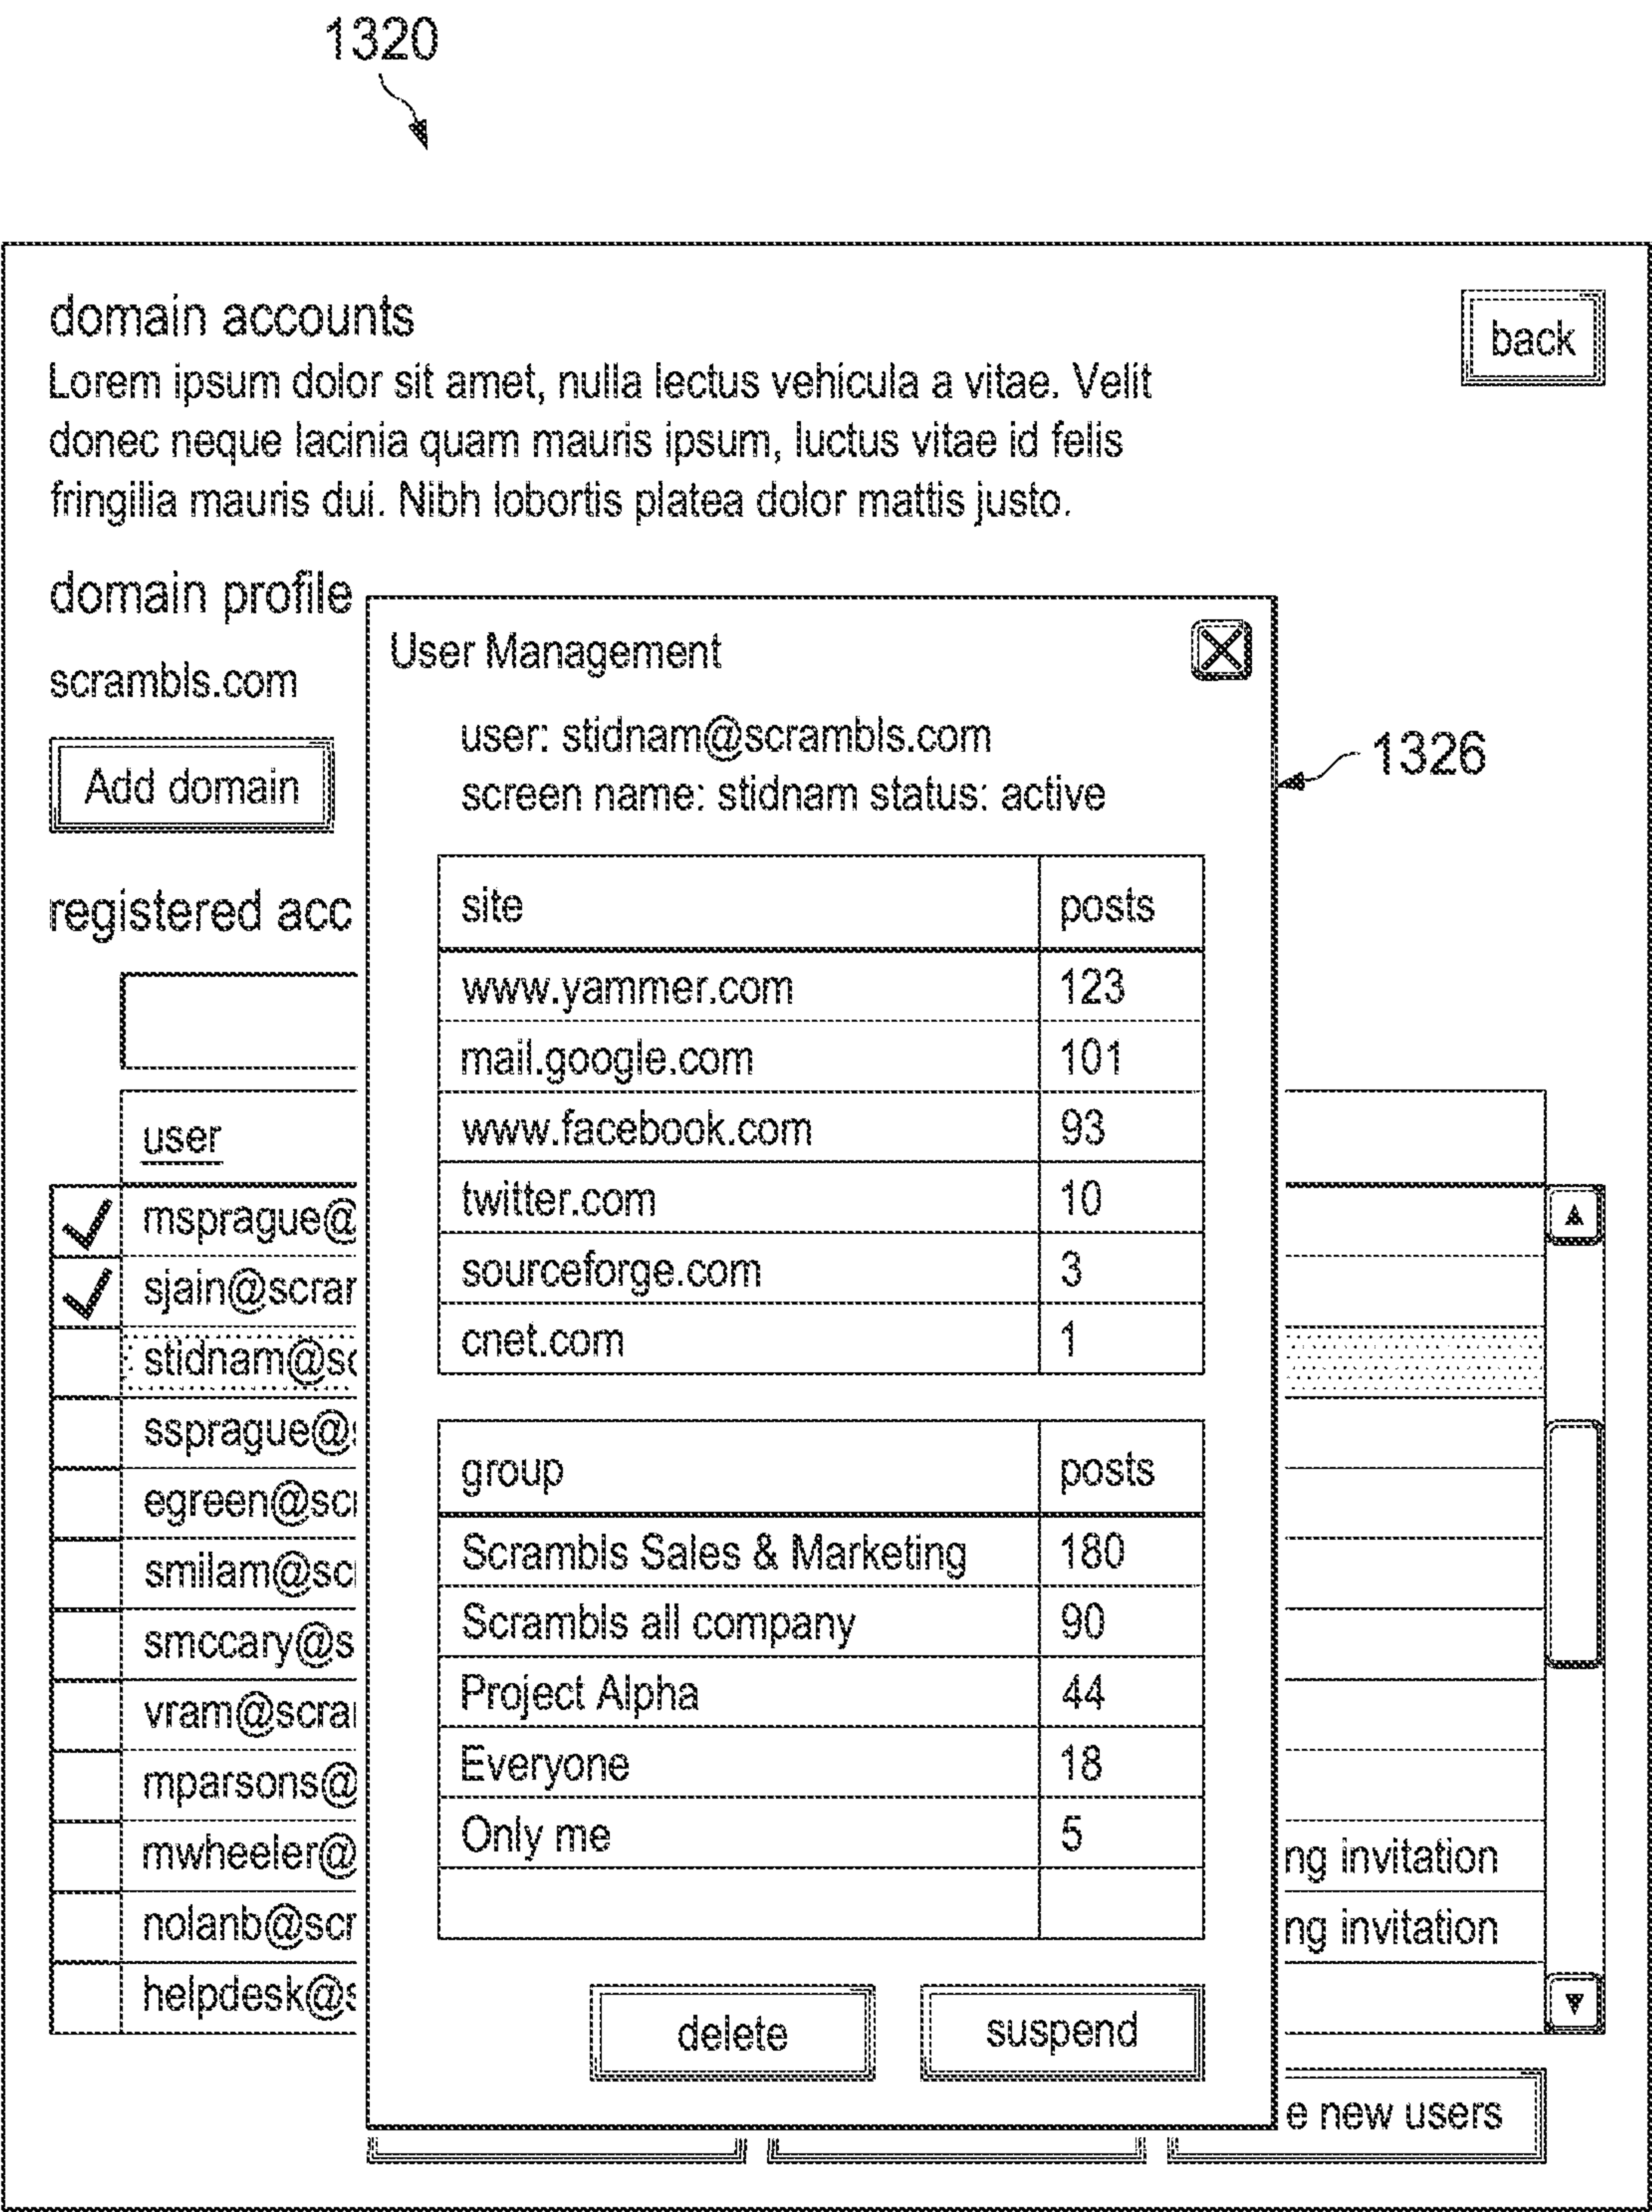 1320
domain accounts
back
Lorem ipsum dolor sit amet, nulla lectus vehicula a vitae. Velit
donec neque lacinia quam mauris ipsum, luctus vitae id felis
fringilia mauris dui. Nibh lobortis platea dolor mattis justo.
domain profile
scrambls.com
Add domain
registered acc
user
msprague@
sjain@scrar
stidnam@sc
ssprague@s
egreen@scr
smilam@sc
smccary@s
vram@scra
mparsons@
mwheeler@
nolanb@scr
helpdesk@s
User Management
user: stidnam@scrambls.com
screen name: stidnam status: active
1326
site posts
www.yammer.com 123
mail.google.com 101
www.facebook.com 93
twitter.com 10
sourceforge.com 3
cnet.com 1
group posts
Scrambls Sales & Marketing 180
Scrambls all company 90
Project Alpha 44
Everyone 18
Only me 5
delete
suspend
ng invitation
ng invitation
e new users